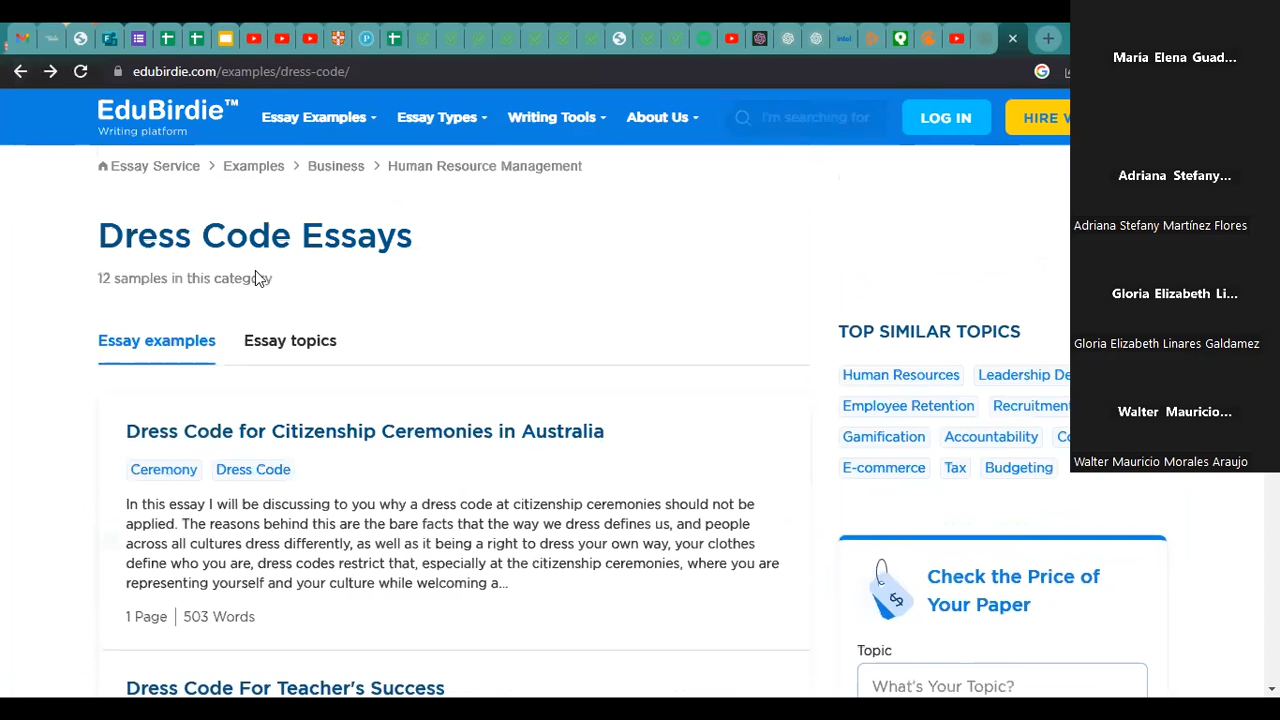 edubirdie.com/examples/dress-code/
EduBirdie™
Writing platform
Essay Examples
Essay Types
Writing Tools
About Us
I'm searching for
LOG IN
HIRE
Essay Service > Examples > Business > Human Resource Management
Dress Code Essays
12 samples in this category
Essay examples
Essay topics
Dress Code for Citizenship Ceremonies in Australia
Ceremony
Dress Code
In this essay I will be discussing to you why a dress code at citizenship ceremonies should not be
applied. The reasons behind this are the bare facts that the way we dress defines us, and people
across all cultures dress differently, as well as it being a right to dress your own way, your clothes
define who you are, dress codes restrict that, especially at the citizenship ceremonies, where you are
representing yourself and your culture while welcoming a...
1 Page | 503 Words
Dress Code For Teacher's Success
TOP SIMILAR TOPICS
Human Resources
Leadership De
Employee Retention
Recruitment
Gamification
Accountability
E-commerce
Tax
Budgeting
Check the Price of
Your Paper
Topic
What's Your Topic?
María Elena Guad...
Adriana Stefany...
Adriana Stefany Martínez Flores
Gloria Elizabeth Li...
Gloria Elizabeth Linares Galdamez
Walter Mauricio...
Walter Mauricio Morales Araujo